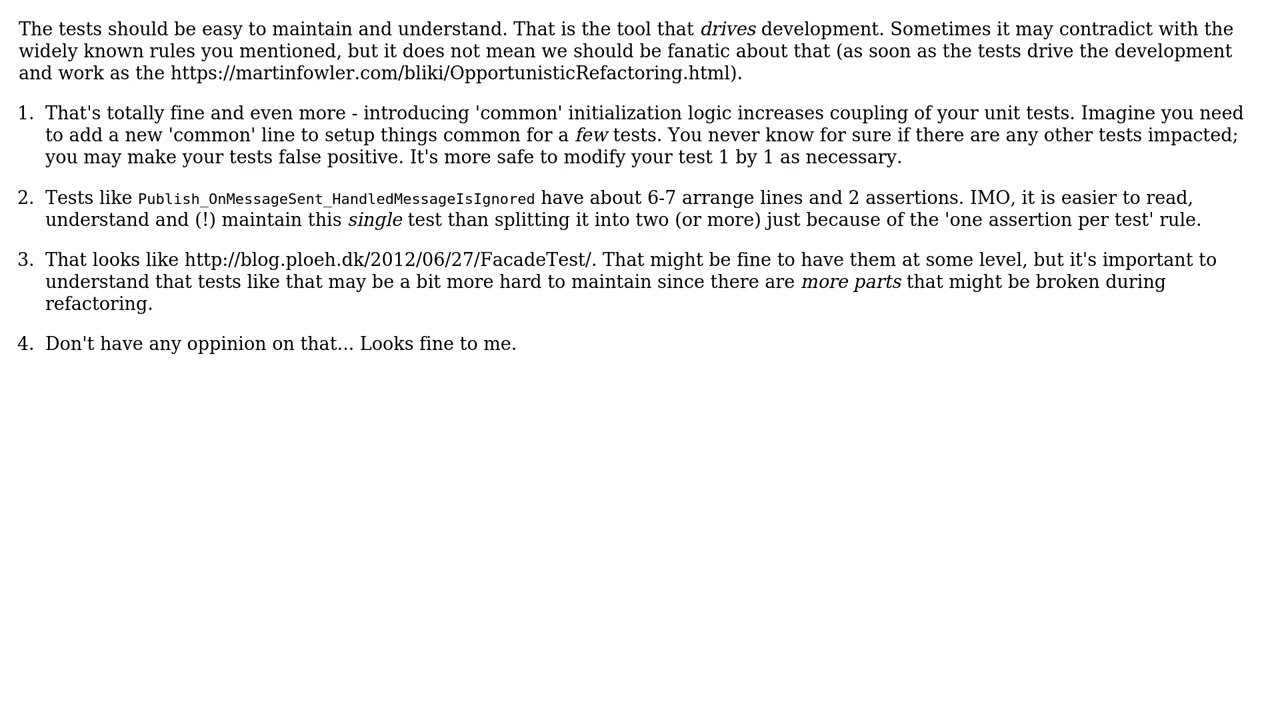 The tests should be easy to maintain and understand. That is the tool that drives development. Sometimes it may contradict with the
widely known rules you mentioned, but it does not mean we should be fanatic about that (as soon as the tests drive the development
and work as the https://martinfowler.com/bliki/OpportunisticRefactoring.html).
1. That's totally fine and even more - introducing 'common' initialization logic increases coupling of your unit tests. Imagine you need
to add a new 'common' line to setup things common for a few tests. You never know for sure if there are any other tests impacted;
you may make your tests false positive. It's more safe to modify your test 1 by 1 as necessary.
2. Tests like Publish_OnMessageSent_HandledMessageIsIgnored have about 6-7 arrange lines and 2 assertions. IMO, it is easier to read,
understand and (!) maintain this single test than splitting it into two (or more) just because of the 'one assertion per test' rule.
3. That looks like http://blog.ploeh.dk/2012/06/27/FacadeTest/. That might be fine to have them at some level, but it's important to
understand that tests like that may be a bit more hard to maintain since there are more parts that might be broken during
refactoring.
4. Don't have any oppinion on that... Looks fine to me.